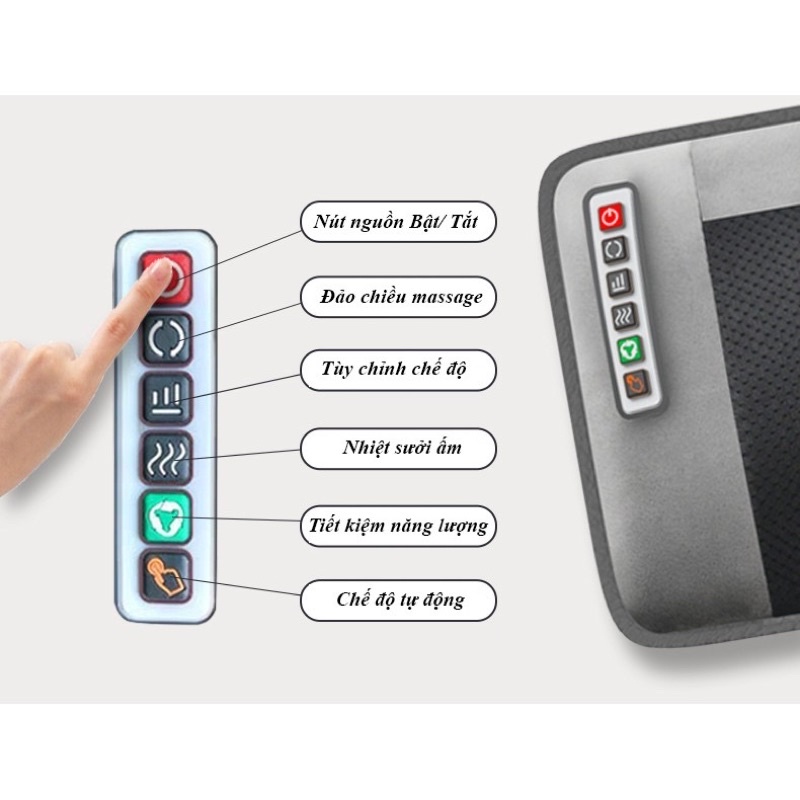 Nút nguồn Bật/ Tắt
Đảo chiều massage
Tùy chỉnh chế độ
Nhiệt sưởi ấm
Tiết kiệm năng lượng
Chế độ tự động